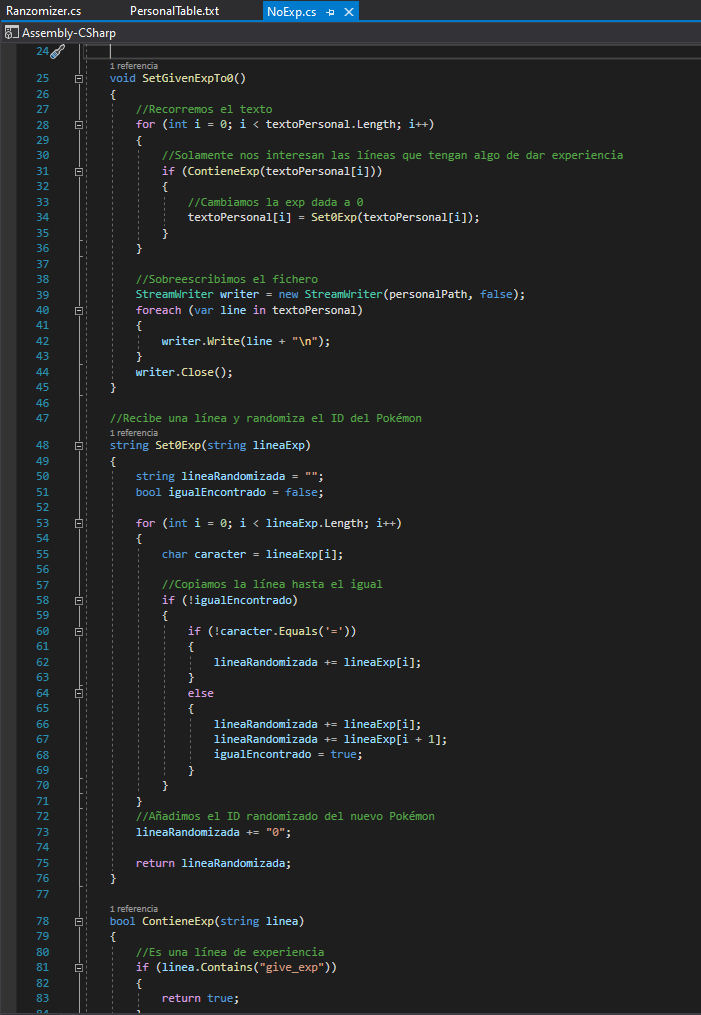 Ranzomizer.cs PersonalTable.txt NoExp.cs
Assembly-CSharp
24
1 referencia
25 void SetGivenExpTo0()
26 {
27 //Recorremos el texto
28 for (int i = 0; i < textoPersonal.Length; i++)
29 {
30 //Solamente nos interesan las líneas que tengan algo de dar experiencia
31 if (ContieneExp(textoPersonal[i]))
32 {
33 //Cambiamos la exp dada a 0
34 textoPersonal[i] = Set0Exp(textoPersonal[i]);
35 }
36 }
37
38 //Sobreescribimos el fichero
39 StreamWriter writer = new StreamWriter(personalPath, false);
40 foreach (var line in textoPersonal)
41 {
42 writer.Write(line + "\n");
43 }
44 writer.Close();
45 }
46
47 //Recibe una línea y randomiza el ID del Pokémon
1 referencia
48 string Set0Exp(string lineaExp)
49 {
50 string lineaRandomizada = "";
51 bool igualEncontrado = false;
52
53 for (int i = 0; i < lineaExp.Length; i++)
54 {
55 char caracter = lineaExp[i];
56
57 //Copiamos la línea hasta el igual
58 if (!igualEncontrado)
59 {
60 if (!caracter.Equals('='))
61 {
62 lineaRandomizada += lineaExp[i];
63 }
64 else
65 {
66 lineaRandomizada += lineaExp[i];
67 lineaRandomizada += lineaExp[i + 1];
68 igualEncontrado = true;
69 }
70 }
71 }
72 //Añadimos el ID randomizado del nuevo Pokémon
73 lineaRandomizada += "0";
74
75 return lineaRandomizada;
76 }
77
1 referencia
78 bool ContieneExp(string linea)
79 {
80 //Es una línea de experiencia
81 if (linea.Contains("give_exp"))
82 {
83 return true;